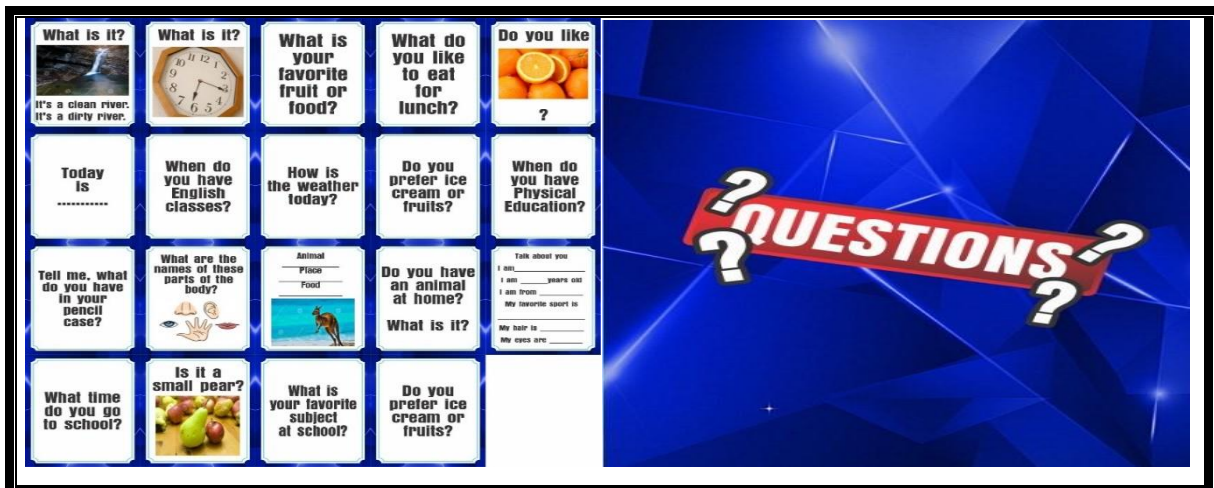 What is it?
It's a clean river.
It's a dirty river.
What is it?
What is
your
favorite
fruit or
food?
What do
you like
to eat
for
lunch?
Do you like
?
Today
is
-----------
When do
you have
English
classes?
How is
the weather
today?
Do you
prefer ice
cream or
fruits?
When do
you have
Physical
Education?
Tell me, what
do you have
in your
pencil
case?
What are the
names of these
parts of the
body?
Animal
Place
Food
Do you have
an animal
at home?
What is it?
Talk about you
I am____________________
I am _______years old
I am from ___________
My favorite sport is
____________________
My hair is ___________
My eyes are _________
What time
do you go
to school?
Is it a
small pear?
What is
your favorite
subject
at school?
Do you
prefer ice
cream or
fruits?
? QUESTIONS ?
? ?